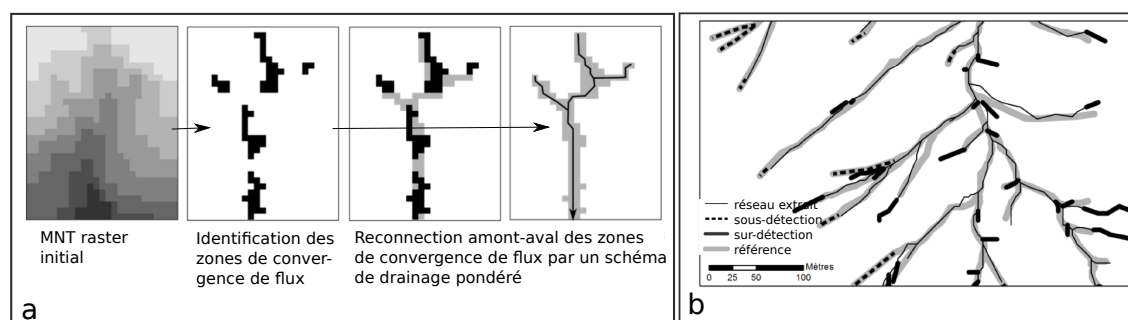 MNT raster
initial
Identification des
zones de conver-
gence de flux
Reconnection amont-aval des zones
de convergence de flux par un schéma
de drainage pondéré
a
réseau extrait
sous-détection
sur-détection
référence
Mètres
0 25 50 100
b